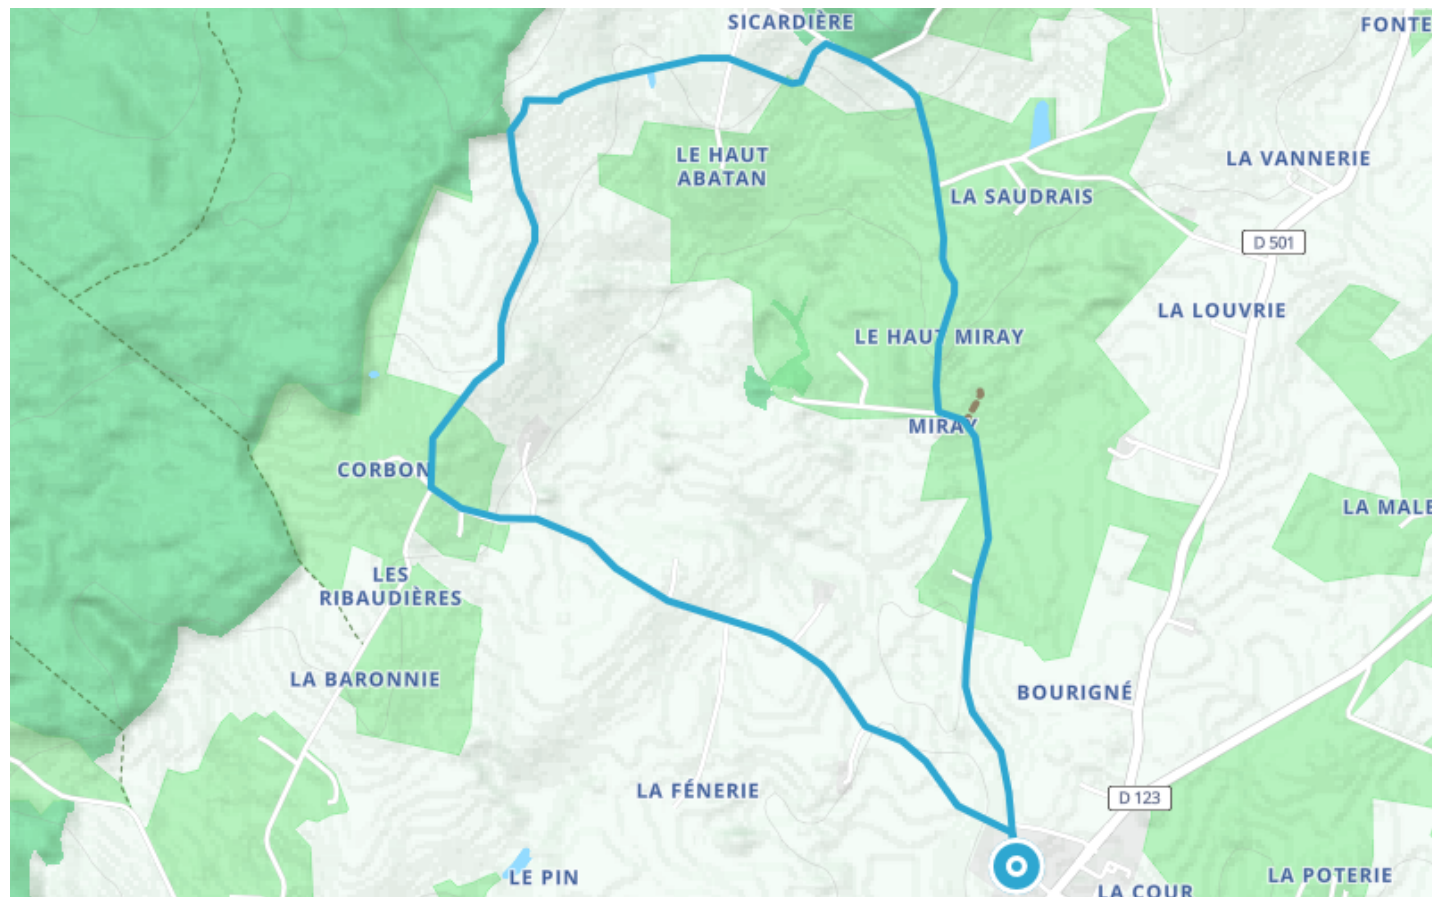 SICARDIÈRE
FONTE
LE HAUT
ABATAN
LA VANNERIE
LA SAUDRAIS
D 501
LA LOUVRIE
LE HAUT MIRAY
MIRAY
CORBON
LA MALE
LES
RIBAUDIÈRES
LA BARONNIE
BOURIGNÉ
LA FÉNERIE
D 123
LE PIN
LA POTERIE
LA COUR